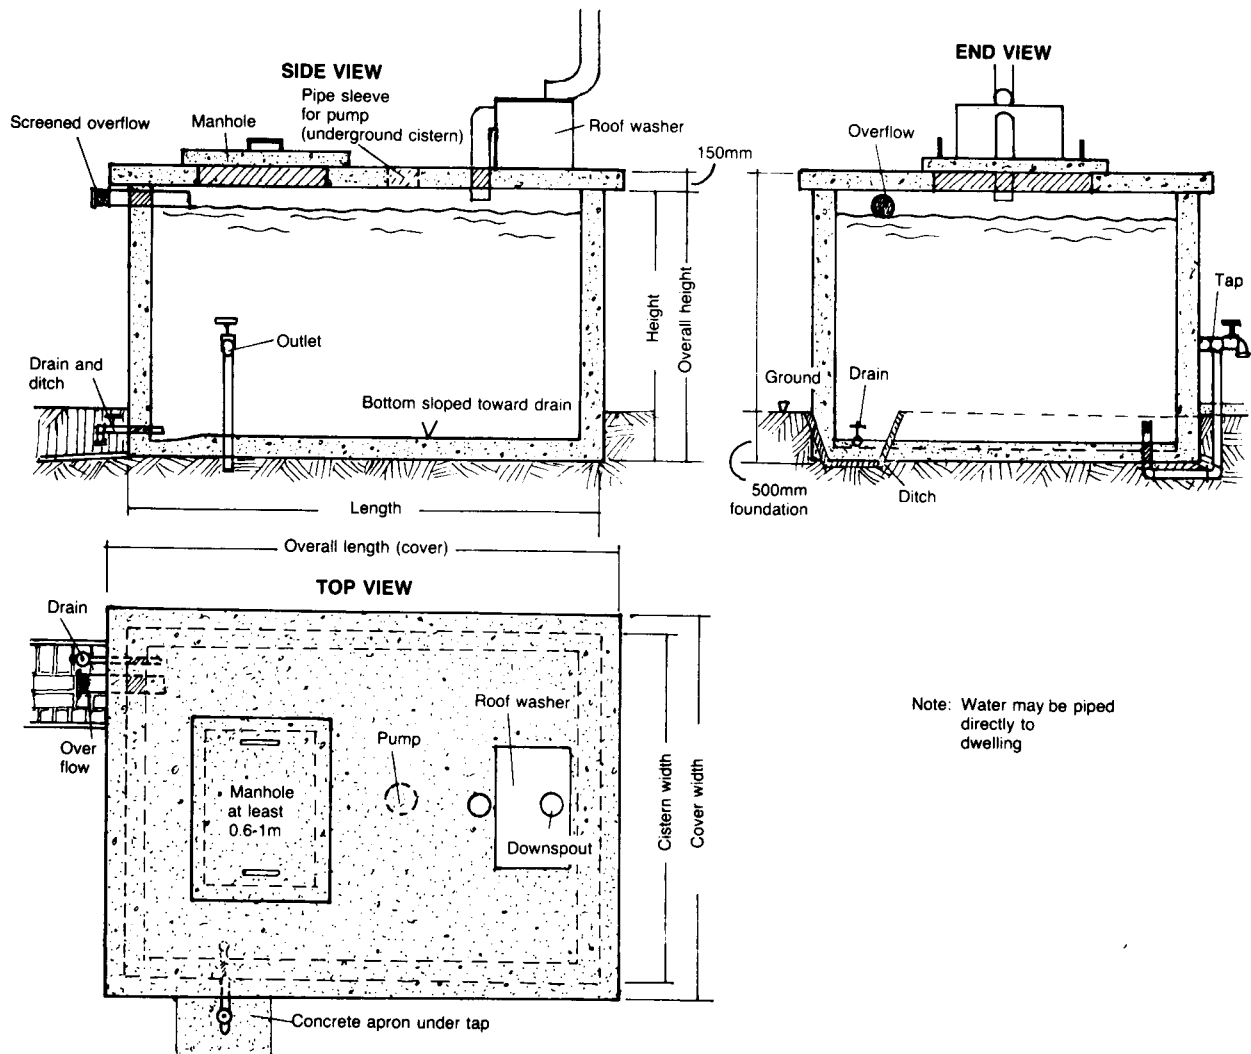 SIDE VIEW
Pipe sleeve
for pump
(underground cistern)
Screened overflow
Manhole
Roof washer
150mm
Outlet
Drain and
ditch
Bottom sloped toward drain
Height
Overall height
Length
END VIEW
Overflow
Tap
Ground
Drain
500mm
foundation
Ditch
Overall length (cover)
TOP VIEW
Drain
Over
flow
Manhole
at least
0.6-1m
Pump
Roof washer
Downspout
Cistern width
Cover width
Concrete apron under tap
Note: Water may be piped
directly to
dwelling